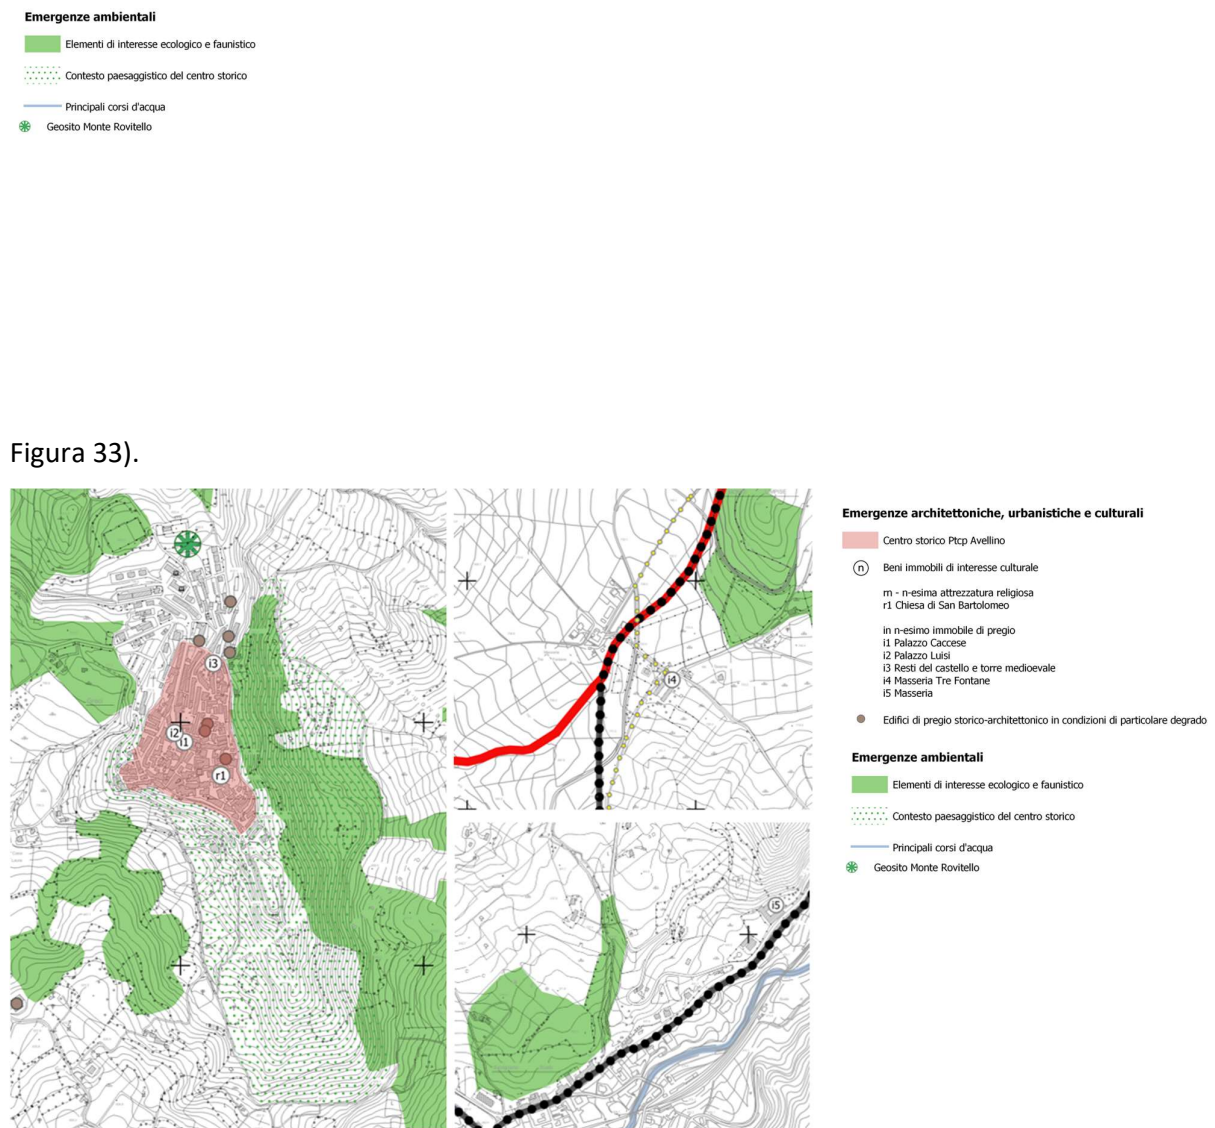 Emergenze ambientali
Elementi di interesse ecologico e faunistico
Contesto paesaggistico del centro storico
Principali corsi d'acqua
Geosito Monte Rovitello
Figura 33).
i3
i2
i1
r1
i4
i5
Emergenze architettoniche, urbanistiche e culturali
Centro storico Ptcp Avellino
n Beni immobili di interesse culturale
rn - n-esima attrezzatura religiosa
r1 Chiesa di San Bartolomeo
in n-esimo immobile di pregio
i1 Palazzo Caccese
i2 Palazzo Luisi
i3 Resti del castello e torre medioevale
i4 Masseria Tre Fontane
i5 Masseria
Edifici di pregio storico-architettonico in condizioni di particolare degrado
Emergenze ambientali
Elementi di interesse ecologico e faunistico
Contesto paesaggistico del centro storico
Principali corsi d'acqua
Geosito Monte Rovitello